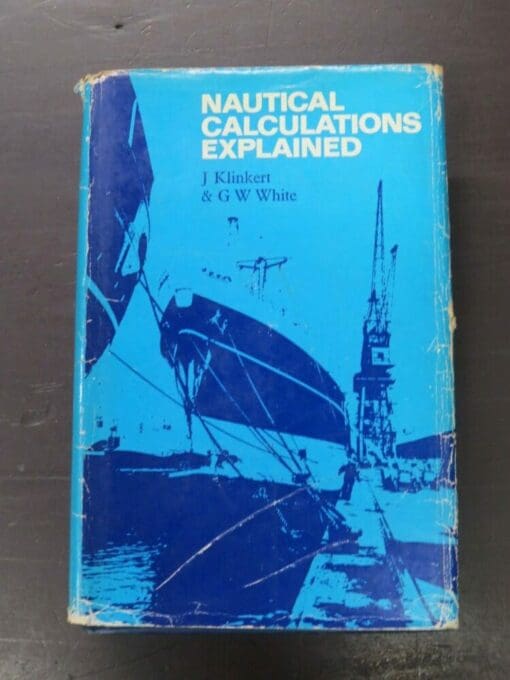 NAUTICAL
CALCULATIONS
EXPLAINED
J Klinkert
& G W White